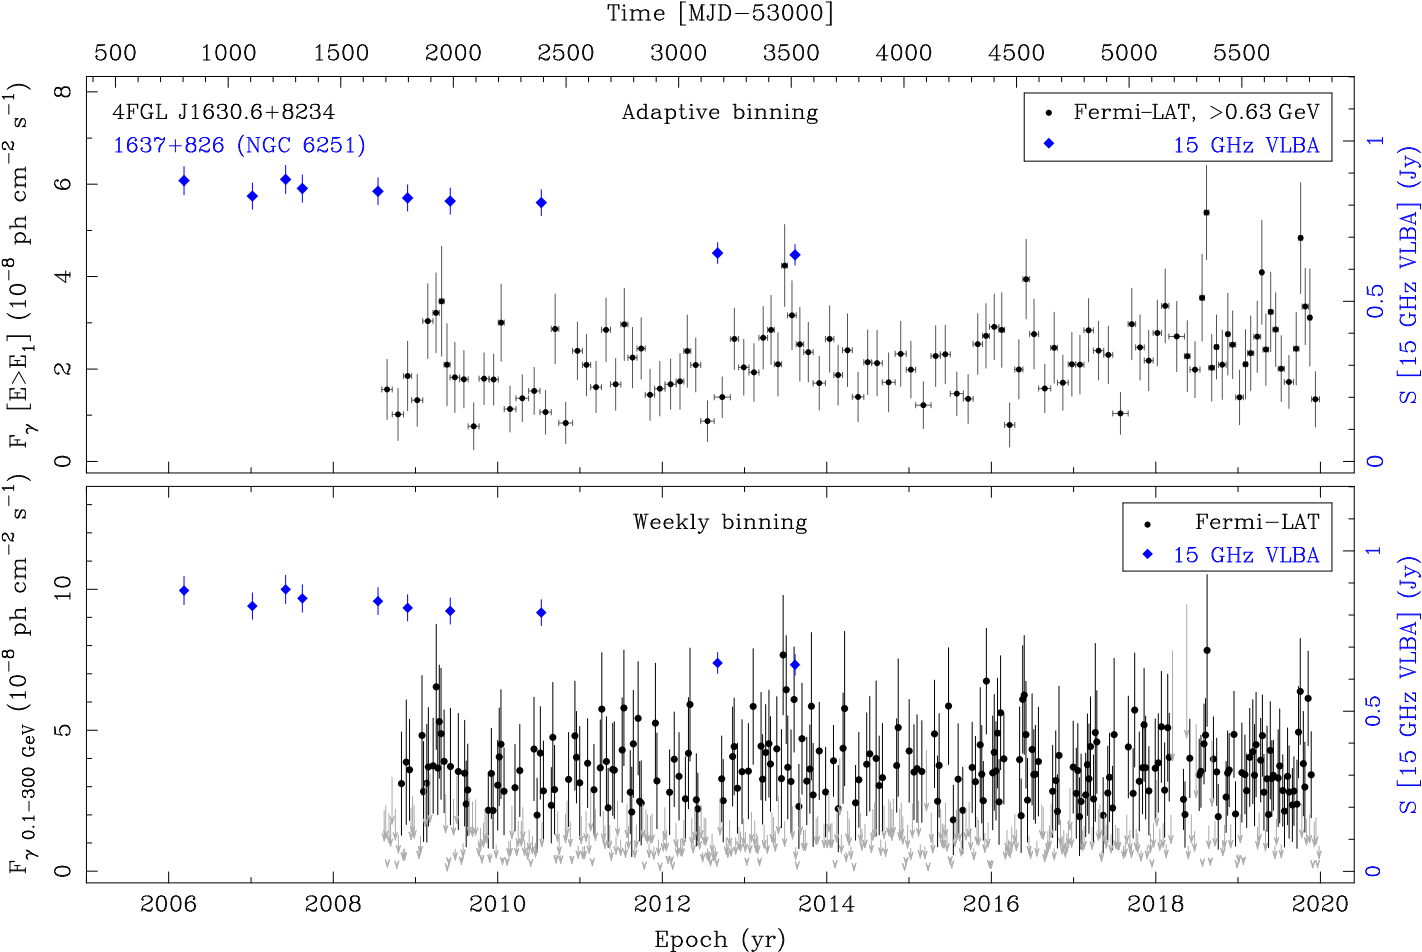 Time [MJD−53000]
500 1000 1500 2000 2500 3000 3500 4000 4500 5000 5500
4FGL J1630.6+8234
1637+826 (NGC 6251)
Adaptive binning
Fermi−LAT, >0.63 GeV
15 GHz VLBA
F_γ [E>E_1] (10^−8 ph cm^−2 s^−1)
8
6
4
2
0
S [15 GHz VLBA] (Jy)
1
0.5
0
Weekly binning
Fermi−LAT
15 GHz VLBA
F_γ 0.1−300 GeV (10^−8 ph cm^−2 s^−1)
10
5
0
S [15 GHz VLBA] (Jy)
1
0.5
0
2006 2008 2010 2012 2014 2016 2018 2020
Epoch (yr)